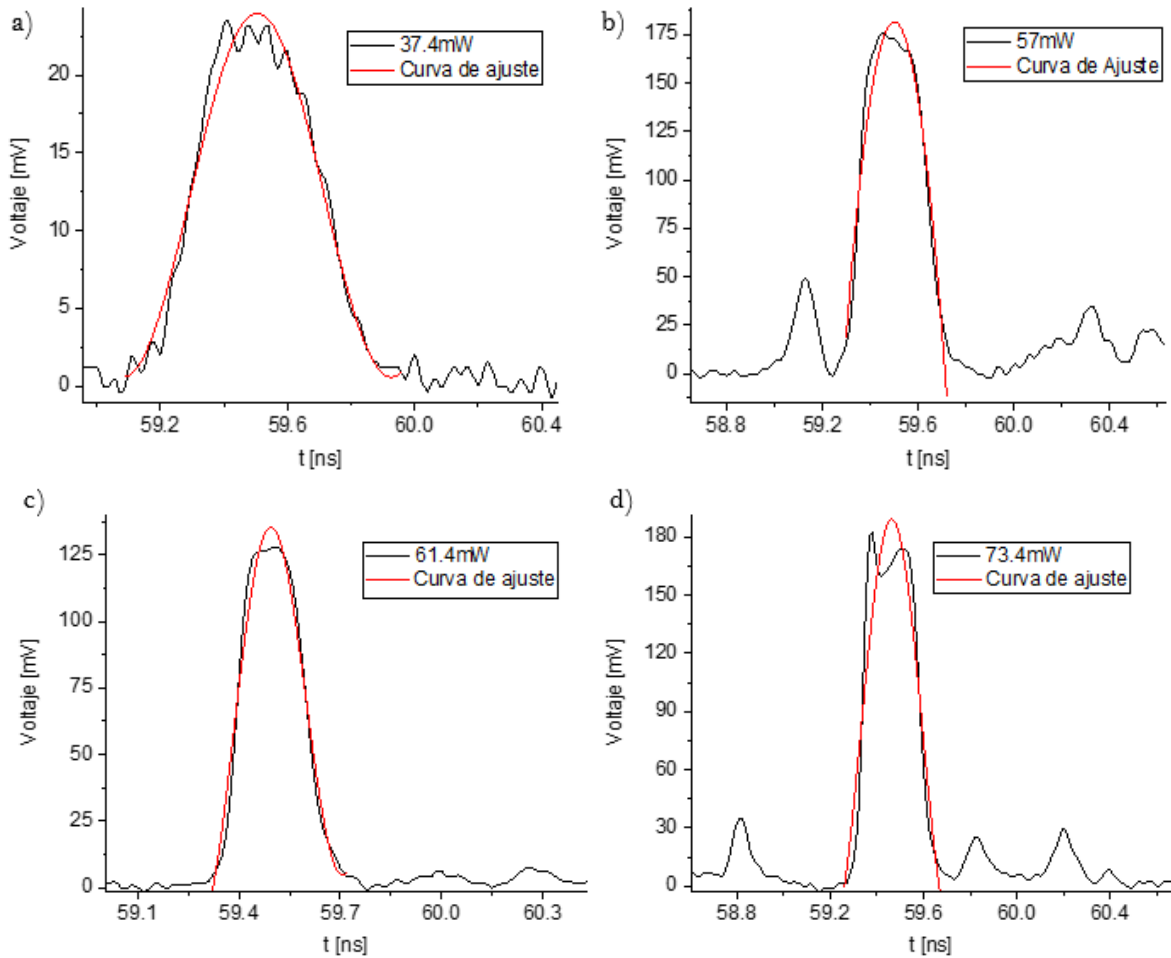 a)
37.4mW
Curva de ajuste
Voltaje [mV]
20
15
10
5
0
59.2
59.6
60.0
60.4
t [ns]
b)
57mW
Curva de Ajuste
Voltaje [mV]
175
150
125
100
75
50
25
0
58.8
59.2
59.6
60.0
60.4
t [ns]
c)
61.4mW
Curva de ajuste
Voltaje [mV]
125
100
75
50
25
0
59.1
59.4
59.7
60.0
60.3
t [ns]
d)
73.4mW
Curva de ajuste
Voltaje [mV]
180
150
120
90
60
30
0
58.8
59.2
59.6
60.0
60.4
t [ns]